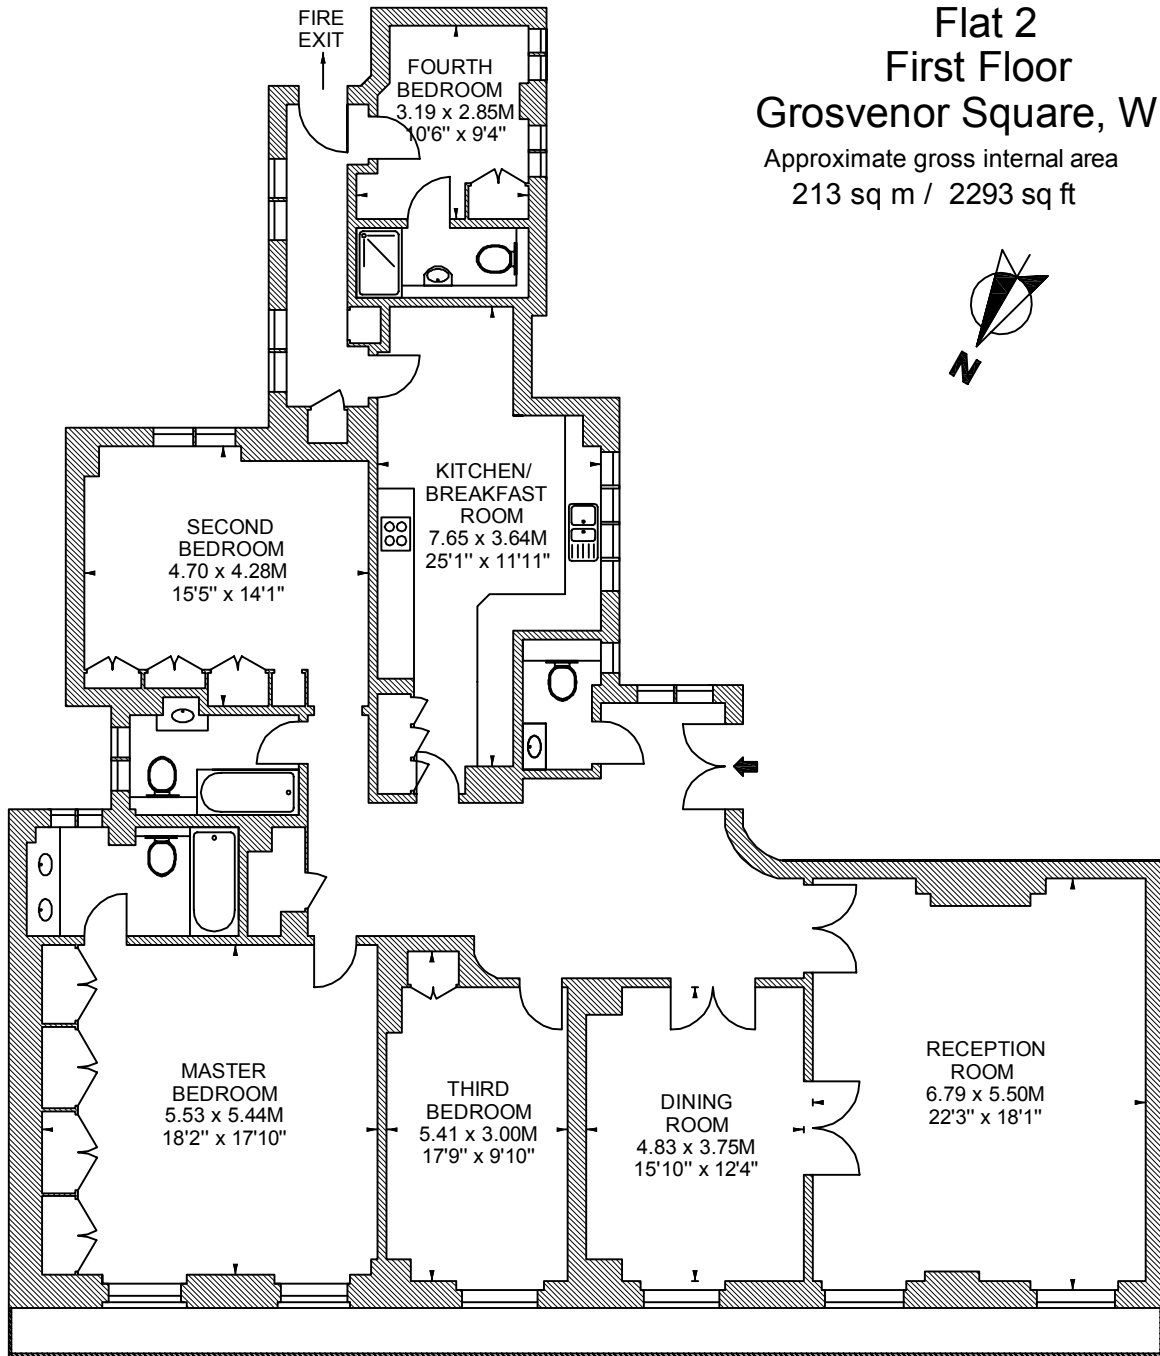 Flat 2
First Floor
Grosvenor Square, W
Approximate gross internal area
213 sq m / 2293 sq ft
N
FIRE
EXIT
FOURTH
BEDROOM
3.19 x 2.85M
10'6" x 9'4"
KITCHEN/
BREAKFAST
ROOM
7.65 x 3.64M
25'1" x 11'11"
SECOND
BEDROOM
4.70 x 4.28M
15'5" x 14'1"
MASTER
BEDROOM
5.53 x 5.44M
18'2" x 17'10"
THIRD
BEDROOM
5.41 x 3.00M
17'9" x 9'10"
DINING
ROOM
4.83 x 3.75M
15'10" x 12'4"
RECEPTION
ROOM
6.79 x 5.50M
22'3" x 18'1"